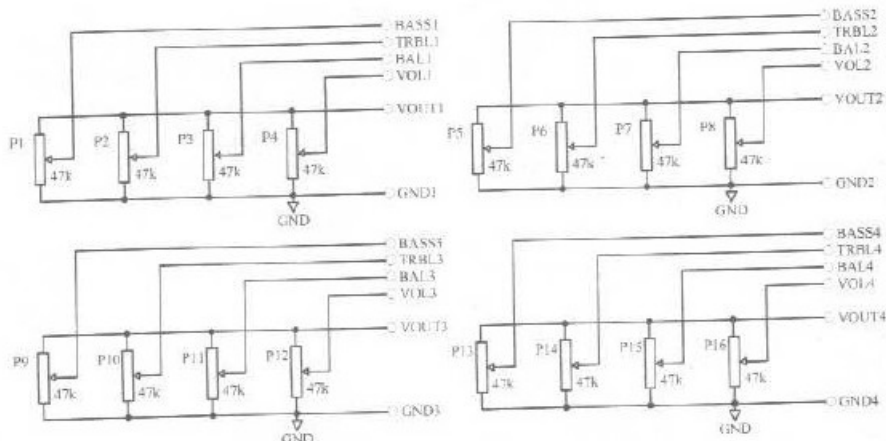 BASS1
TRBL1
BAL1
VOL1
VOUT1
P1
P2
P3
P4
47k
47k
47k
47k
GND1
GND
BASS2
TRBL2
BAL2
VOL2
VOUT2
P5
P6
P7
P8
47k
47k
47k
47k
GND2
GND
BASS3
TRBL3
BAL3
VOL3
VOUT3
P9
P10
P11
P12
47k
47k
47k
47k
GND3
GND
BASS4
TRBL4
BAL4
VOL4
VOUT4
P13
P14
P15
P16
47k
47k
47k
47k
GND4
GND